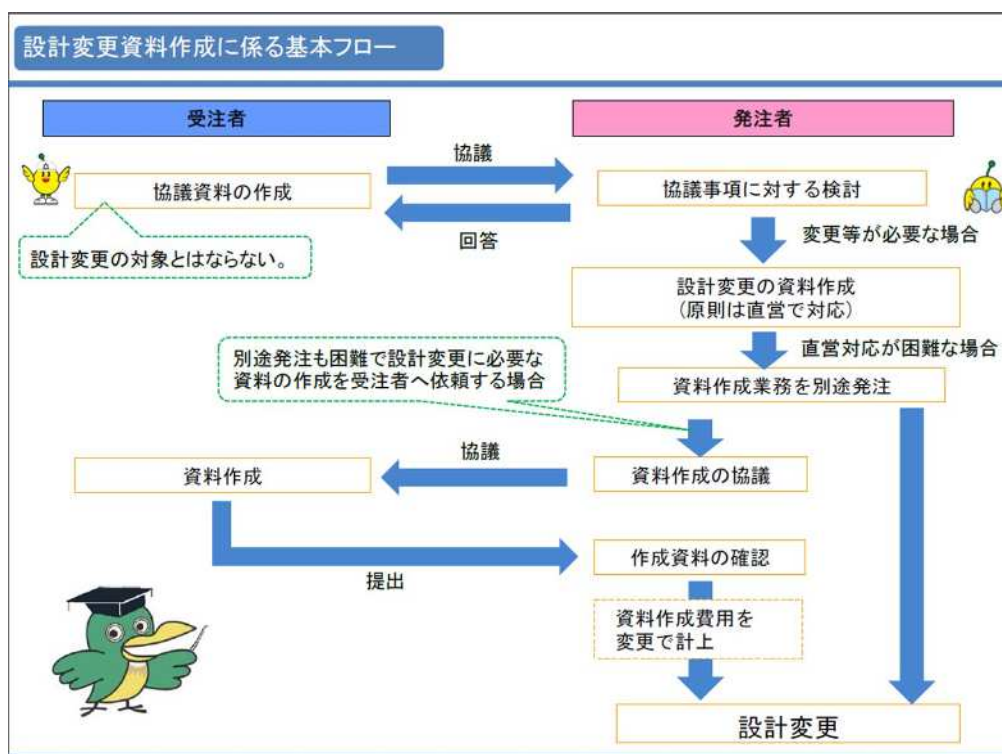 設計変更資料作成に係る基本フロー
受注者
発注者
協議
協議資料の作成
協議事項に対する検討
回答
変更等が必要な場合
設計変更の対象とはならない。
設計変更の資料作成
(原則は直営で対応)
直営対応が困難な場合
別途発注も困難で設計変更に必要な
資料の作成を受注者へ依頼する場合
資料作成業務を別途発注
協議
資料作成
資料作成の協議
作成資料の確認
提出
資料作成費用を
変更で計上
設計変更